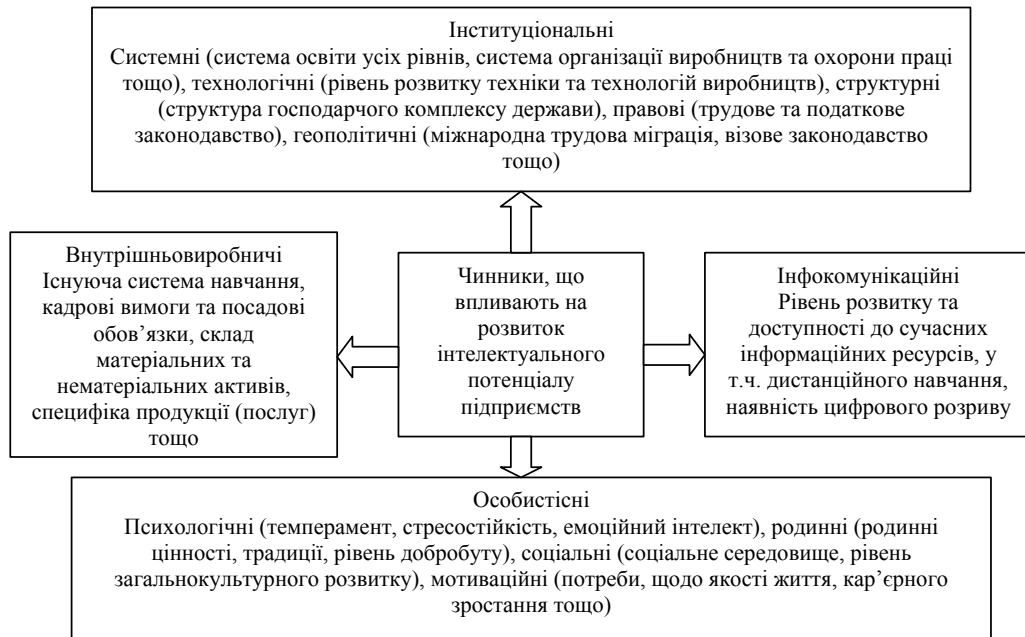 Інституціональні
Системні (система освіти усіх рівнів, система організації виробництв та охорони праці
тощо), технологічні (рівень розвитку техніки та технологій виробництв), структурні
(структура господарчого комплексу держави), правові (трудове та податкове
законодавство), геополітичні (міжнародна трудова міграція, візове законодавство
тощо)
Внутрішньовиробничі
Існуюча система навчання,
кадрові вимоги та посадові
обов’язки, склад
матеріальних та
нематеріальних активів,
специфіка продукції (послуг)
тощо
Чинники, що
впливають на
розвиток
інтелектуального
потенціалу
підприємств
Інфокомунікаційні
Рівень розвитку та
доступності до сучасних
інформаційних ресурсів, у
т.ч. дистанційного навчання,
наявність цифрового розриву
Особистісні
Психологічні (темперамент, стресостійкість, емоційний інтелект), родинні (родинні
цінності, традиції, рівень добробуту), соціальні (соціальне середовище, рівень
загальнокультурного розвитку), мотиваційні (потреби, щодо якості життя, кар’єрного
зростання тощо)